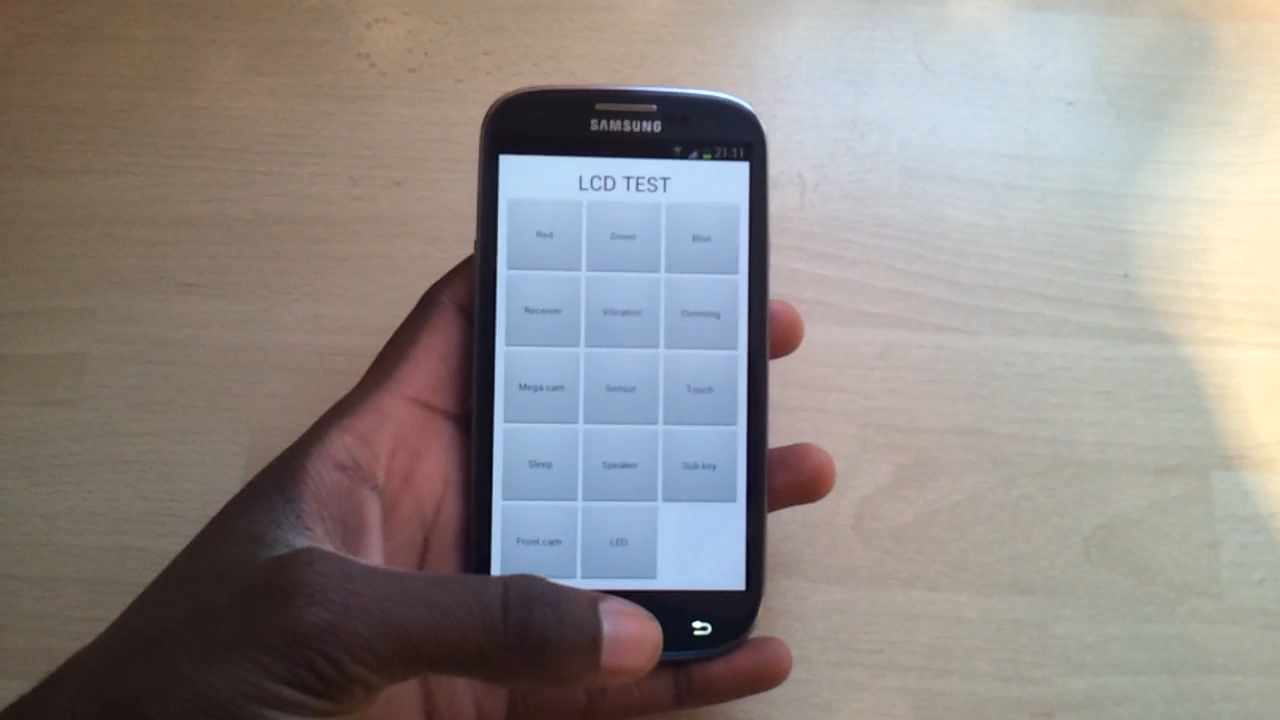 SAMSUNG
21:11
LCD TEST
Red Green Blue
Receiver Vibration Dimming
Mega cam Sensor Touch
Sleep Speaker Sub key
Front cam LED